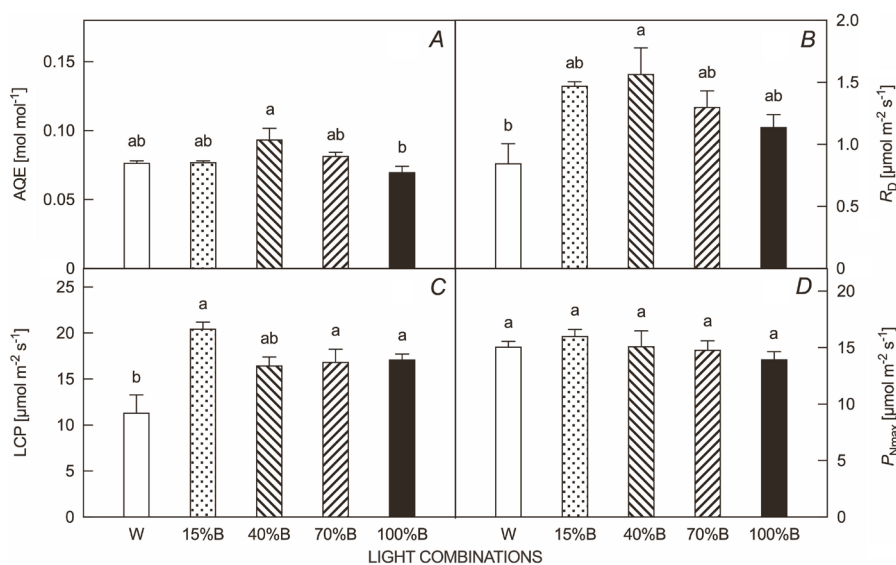 A
AQE [mol mol⁻¹]
0.15
0.10
0.05
0
ab
ab
a
ab
b
B
R_D [μmol m⁻² s⁻¹]
2.0
1.5
1.0
0.5
0
b
ab
a
ab
ab
C
LCP [μmol m⁻² s⁻¹]
25
20
15
10
5
0
b
a
ab
a
a
W 15%B 40%B 70%B 100%B
D
P_Nmax [μmol m⁻² s⁻¹]
20
15
10
5
0
a
a
a
a
a
W 15%B 40%B 70%B 100%B
LIGHT COMBINATIONS